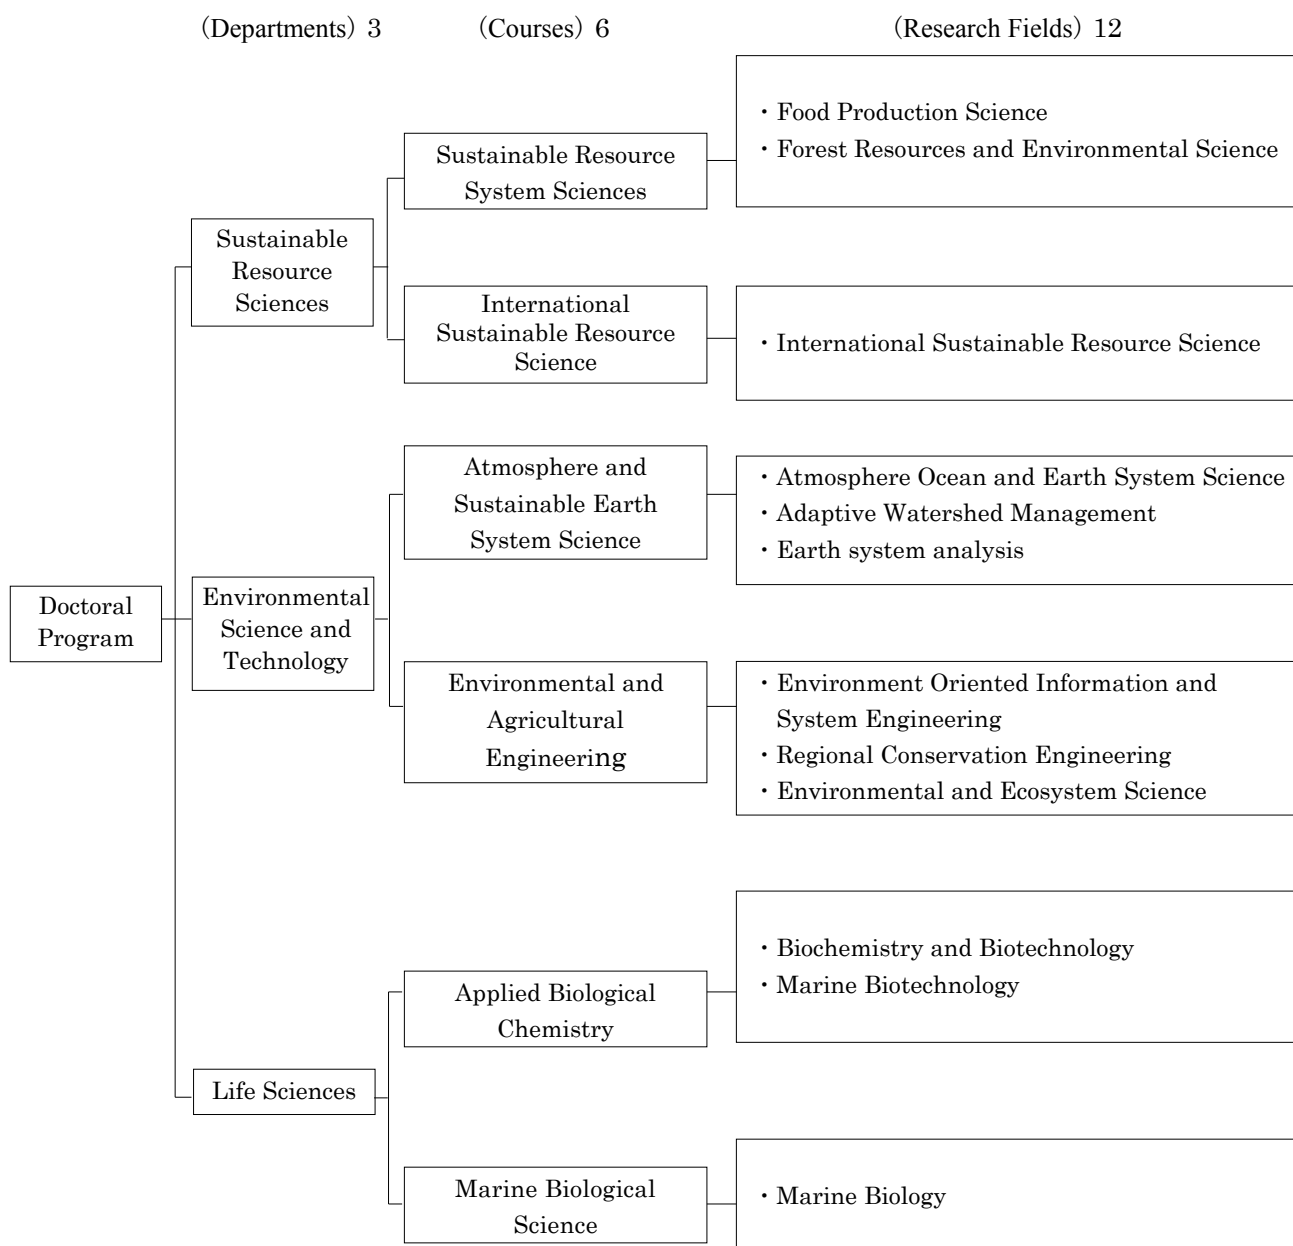 (Departments) 3 (Courses) 6 (Research Fields) 12
Doctoral
Program
Sustainable
Resource
Sciences
Sustainable Resource
System Sciences
・Food Production Science
・Forest Resources and Environmental Science
International
Sustainable Resource
Science
・International Sustainable Resource Science
Environmental
Science and
Technology
Atmosphere and
Sustainable Earth
System Science
・Atmosphere Ocean and Earth System Science
・Adaptive Watershed Management
・Earth system analysis
Environmental and
Agricultural
Engineering
・Environment Oriented Information and
System Engineering
・Regional Conservation Engineering
・Environmental and Ecosystem Science
Life Sciences
Applied Biological
Chemistry
・Biochemistry and Biotechnology
・Marine Biotechnology
Marine Biological
Science
・Marine Biology